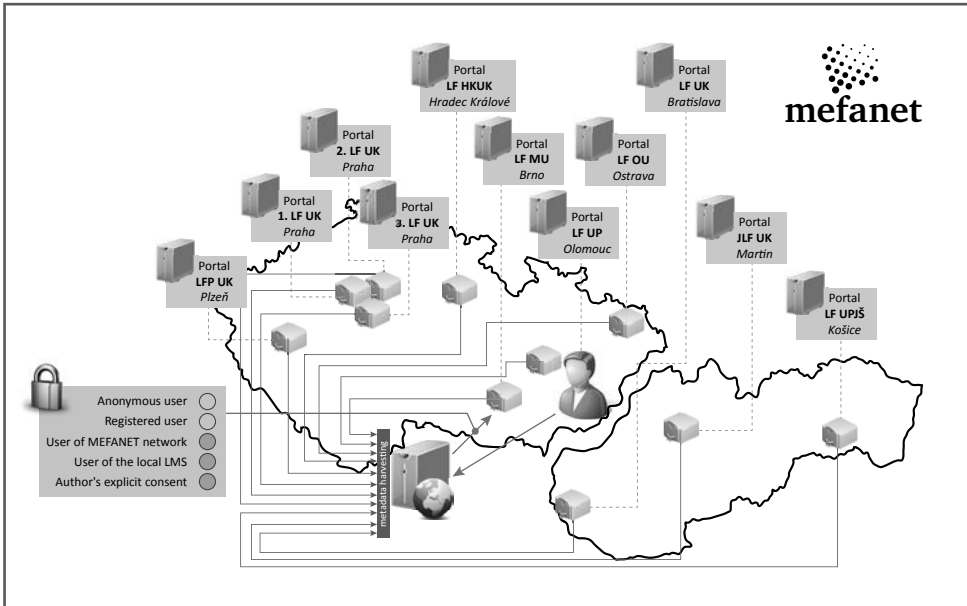 Portal
LF HKUK
Hradec Králové
Portal
LF UK
Bratislava
mefanet
Portal
2. LF UK
Praha
Portal
LF MU
Brno
Portal
LF OU
Ostrava
Portal
1. LF UK
Praha
Portal
3. LF UK
Praha
Portal
LF UP
Olomouc
Portal
JLF UK
Martin
Portal
LFP UK
Plzeň
Portal
LF UPJŠ
Košice
Anonymous user
Registered user
User of MEFANET network
User of the local LMS
Author's explicit consent
metadata harvesting